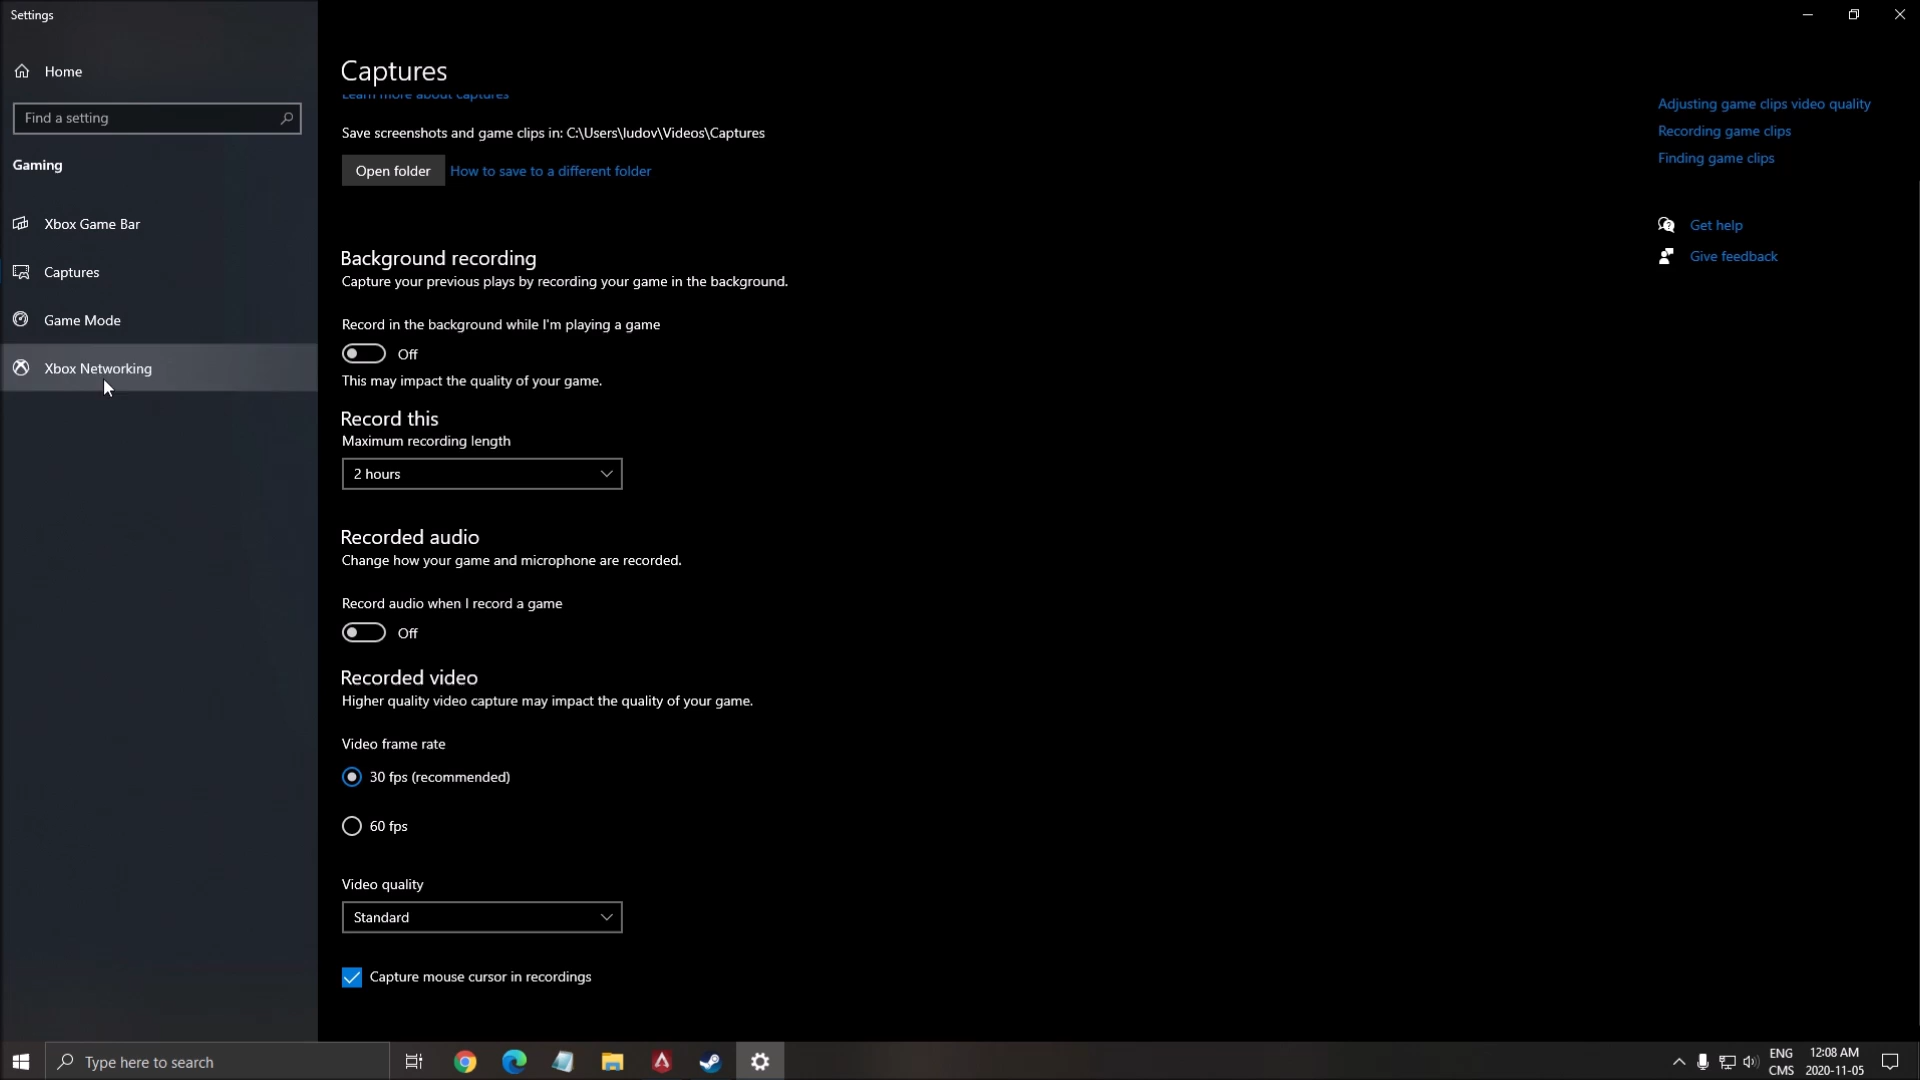 Settings
Home
Find a setting
Gaming
Xbox Game Bar
Captures
Game Mode
Xbox Networking
Captures
Learn more about captures
Save screenshots and game clips in: C:\Users\ludov\Videos\Captures
Open folder
How to save to a different folder
Background recording
Capture your previous plays by recording your game in the background.
Record in the background while I'm playing a game
Off
This may impact the quality of your game.
Record this
Maximum recording length
2 hours
Recorded audio
Change how your game and microphone are recorded.
Record audio when I record a game
Off
Recorded video
Higher quality video capture may impact the quality of your game.
Video frame rate
30 fps (recommended)
60 fps
Video quality
Standard
Capture mouse cursor in recordings
Adjusting game clips video quality
Recording game clips
Finding game clips
Get help
Give feedback
Type here to search
ENG
CMS
12:08 AM
2020-11-05